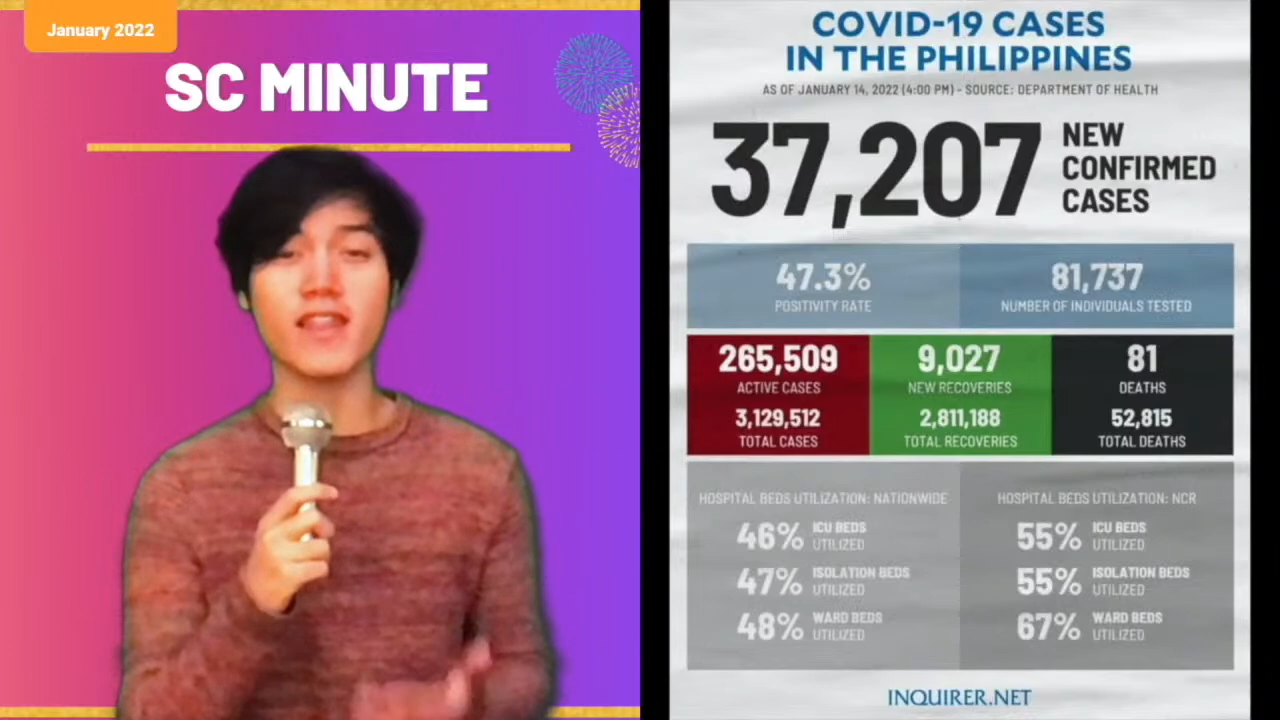 January 2022
SC MINUTE
COVID-19 CASES
IN THE PHILIPPINES
AS OF JANUARY 14, 2022 (4:00 PM) - SOURCE: DEPARTMENT OF HEALTH
37,207
NEW
CONFIRMED
CASES
47.3%
POSITIVITY RATE
81,737
NUMBER OF INDIVIDUALS TESTED
265,509
ACTIVE CASES
3,129,512
TOTAL CASES
9,027
NEW RECOVERIES
2,811,188
TOTAL RECOVERIES
81
DEATHS
52,815
TOTAL DEATHS
HOSPITAL BEDS UTILIZATION: NATIONWIDE
46% ICU BEDS
UTILIZED
47% ISOLATION BEDS
UTILIZED
48% WARD BEDS
UTILIZED
HOSPITAL BEDS UTILIZATION: NCR
55% ICU BEDS
UTILIZED
55% ISOLATION BEDS
UTILIZED
67% WARD BEDS
UTILIZED
INQUIRER.NET